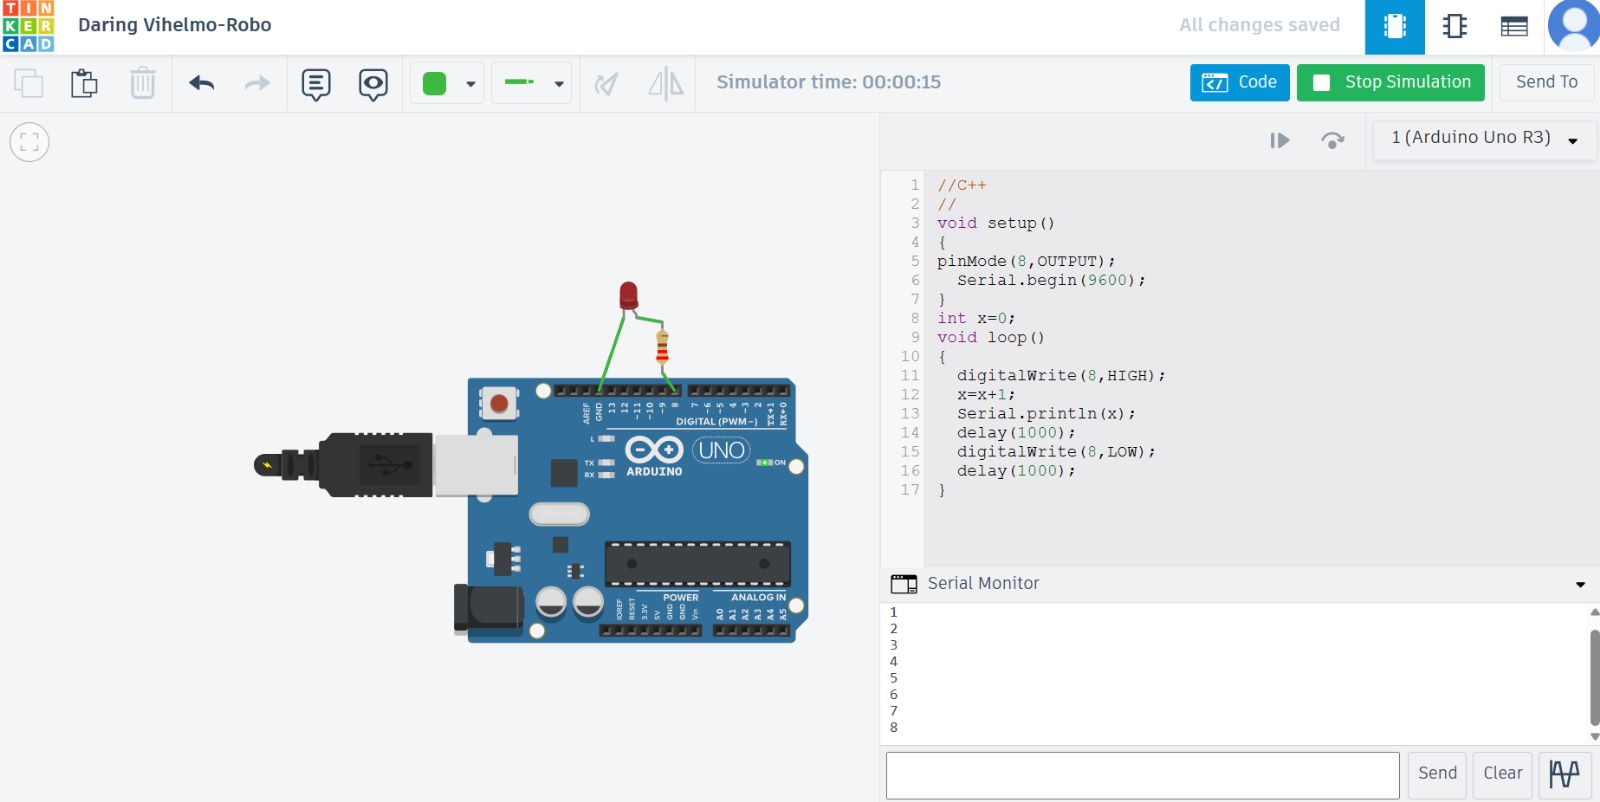 TIN
KER
CAD
Daring Vihelmo-Robo
All changes saved
Simulator time: 00:00:15
Code
Stop Simulation
Send To
1 (Arduino Uno R3)
1 //C++
2 //
3 void setup()
4 {
5 pinMode(8,OUTPUT);
6   Serial.begin(9600);
7 }
8 int x=0;
9 void loop()
10 {
11   digitalWrite(8,HIGH);
12   x=x+1;
13   Serial.println(x);
14   delay(1000);
15   digitalWrite(8,LOW);
16   delay(1000);
17 }
AREF GND 13 12 ~11 ~10 ~9 8 7 ~6 ~5 4 ~3 2 TX→1 RX←0
DIGITAL (PWM~)
L
TX
RX
UNO
ARDUINO
ON
POWER
ANALOG IN
IOREF RESET 3.3V 5V GND GND Vin A0 A1 A2 A3 A4 A5
Serial Monitor
1
2
3
4
5
6
7
8
Send
Clear